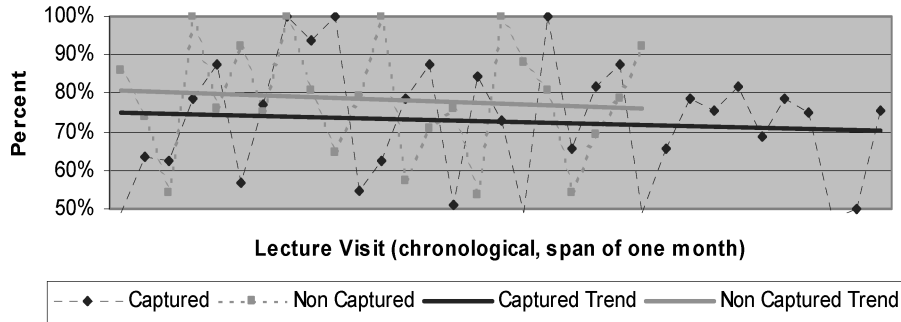 100%
90%
80%
70%
60%
50%
Percent
Lecture Visit (chronological, span of one month)
Captured Non Captured Captured Trend Non Captured Trend